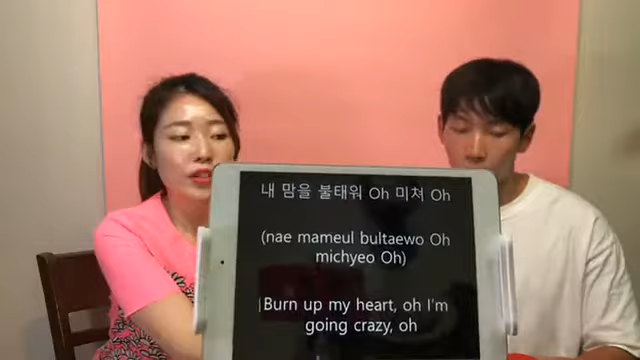 내 맘을 불태워 Oh 미쳐 Oh
(nae mameul bultaewo Oh
michyeo Oh)
Burn up my heart, oh I'm
going crazy, oh